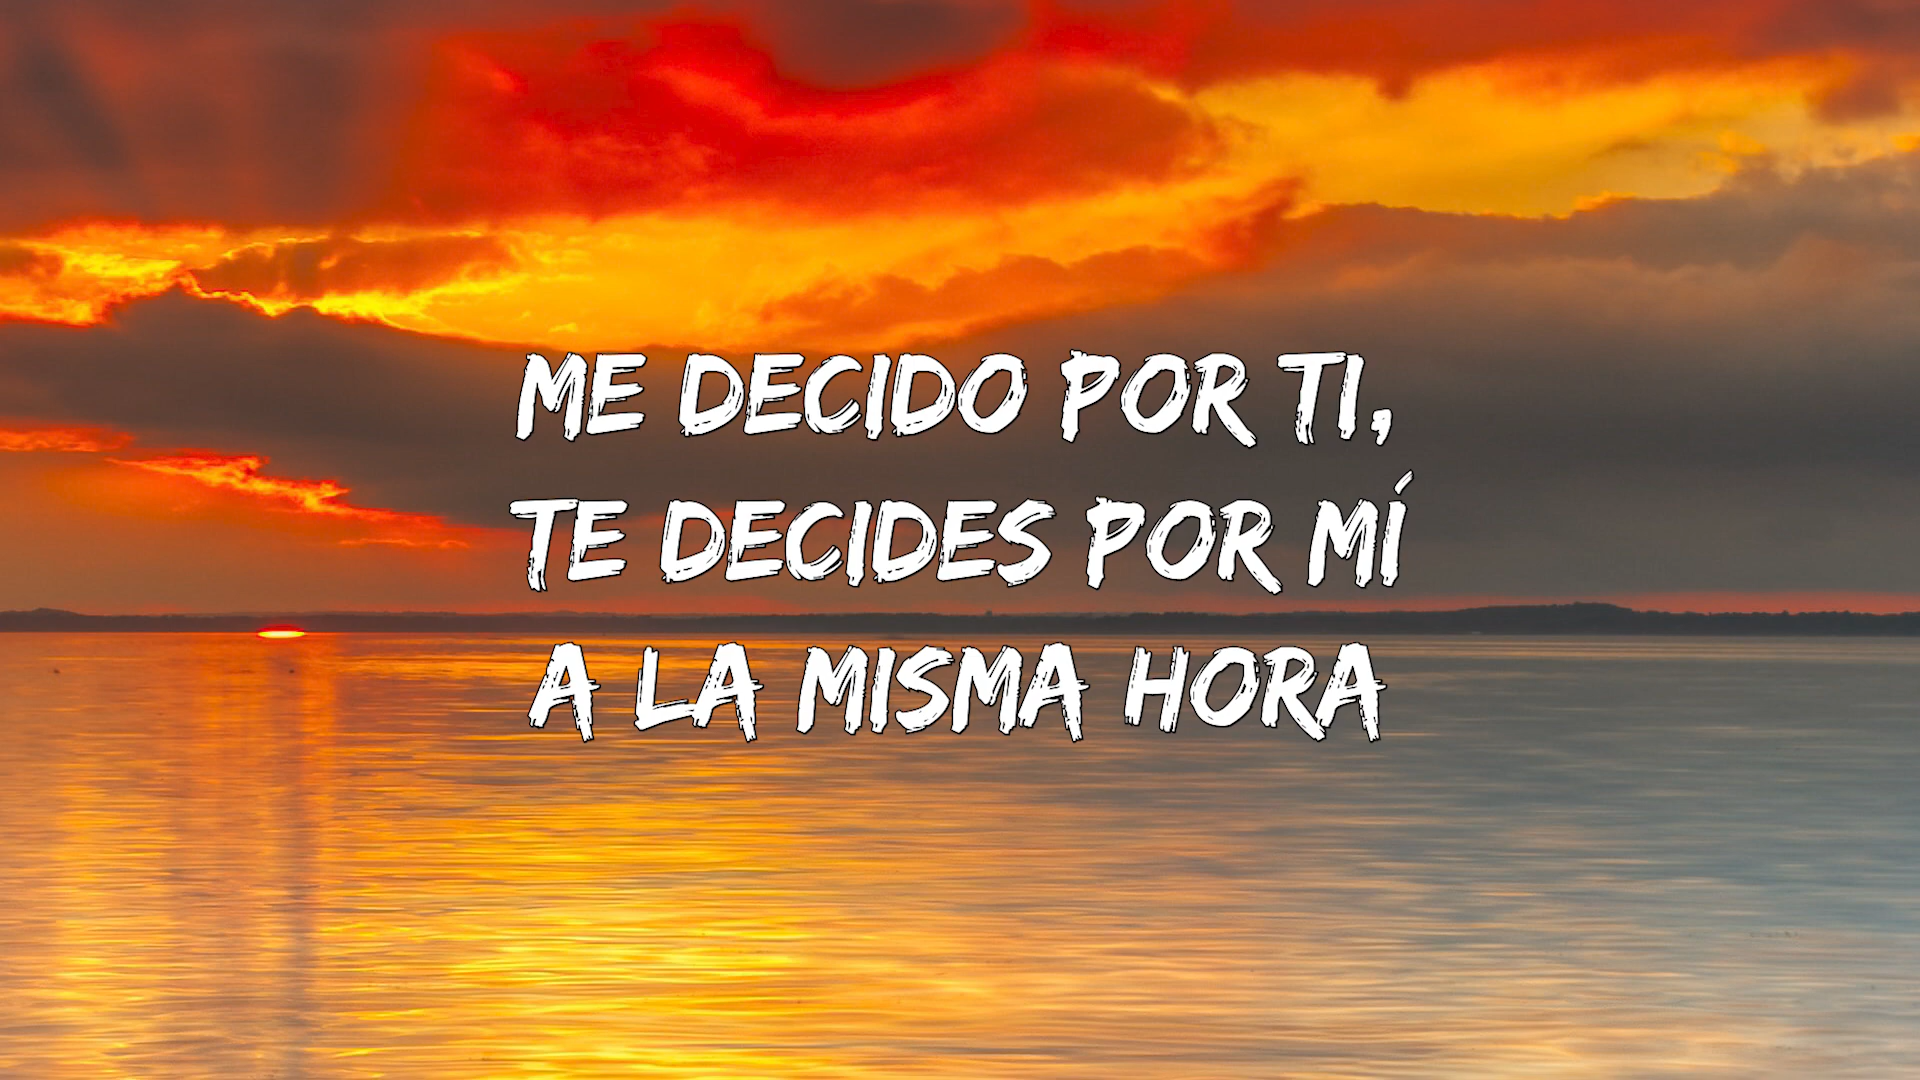 ME DECIDO POR TI,
TE DECIDES POR MÍ
A LA MISMA HORA